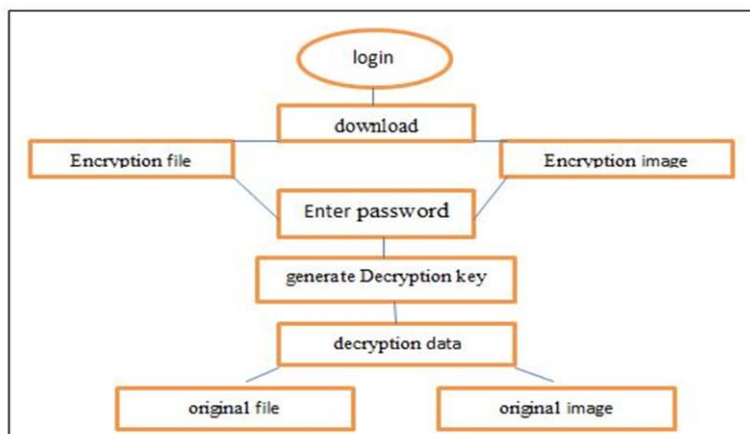 login
download
Encryption file
Encryption image
Enter password
generate Decryption key
decryption data
original file
original image